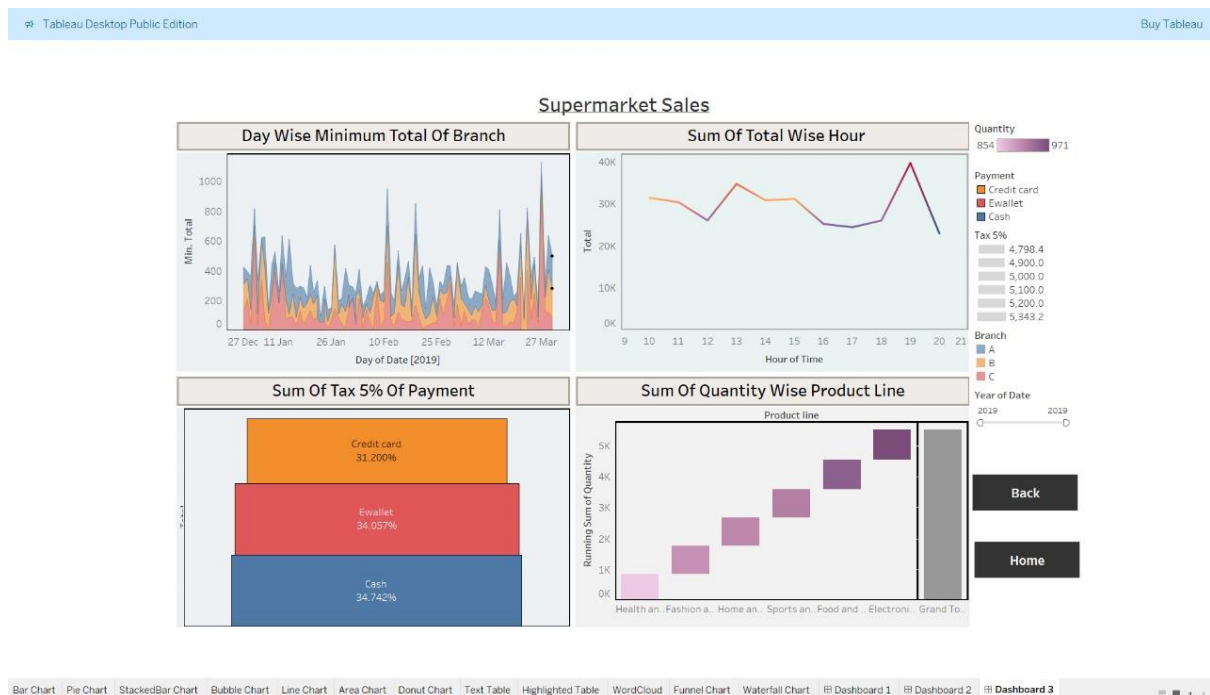 Tableau Desktop Public Edition
Buy Tableau
Supermarket Sales
Day Wise Minimum Total Of Branch
Min. Total
1000
800
600
400
200
0
27 Dec 11 Jan 26 Jan 10 Feb 25 Feb 12 Mar 27 Mar
Day of Date [2019]
Sum Of Total Wise Hour
Total
40K
30K
20K
10K
0K
9 10 11 12 13 14 15 16 17 18 19 20 21
Hour of Time
Sum Of Tax 5% Of Payment
Credit card
31.200%
Ewallet
34.057%
Cash
34.742%
Sum Of Quantity Wise Product Line
Product line
Running Sum of Quantity
5K
4K
3K
2K
1K
0K
Health an.. Fashion a.. Home an.. Sports an.. Food and .. Electroni.. Grand To..
Quantity
854 971
Payment
Credit card
Ewallet
Cash
Tax 5%
4,798.4
4,900.0
5,000.0
5,100.0
5,200.0
5,343.2
Branch
A
B
C
Year of Date
2019 2019
Back
Home
Bar Chart Pie Chart StackedBar Chart Bubble Chart Line Chart Area Chart Donut Chart Text Table Highlighted Table WordCloud Funnel Chart Waterfall Chart Dashboard 1 Dashboard 2 Dashboard 3